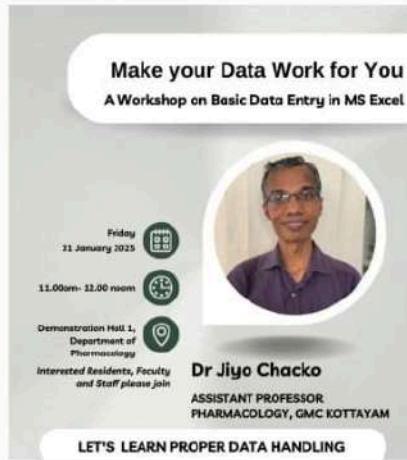 Make your Data Work for You
A Workshop on Basic Data Entry in MS Excel
Friday
31 January 2025
11.00am- 12.00 noon
Demonstration Hall 1,
Department of
Pharmacology
Interested Residents, Faculty
and Staff please join
Dr Jiyo Chacko
ASSISTANT PROFESSOR
PHARMACOLOGY, GMC KOTTAYAM
LET'S LEARN PROPER DATA HANDLING